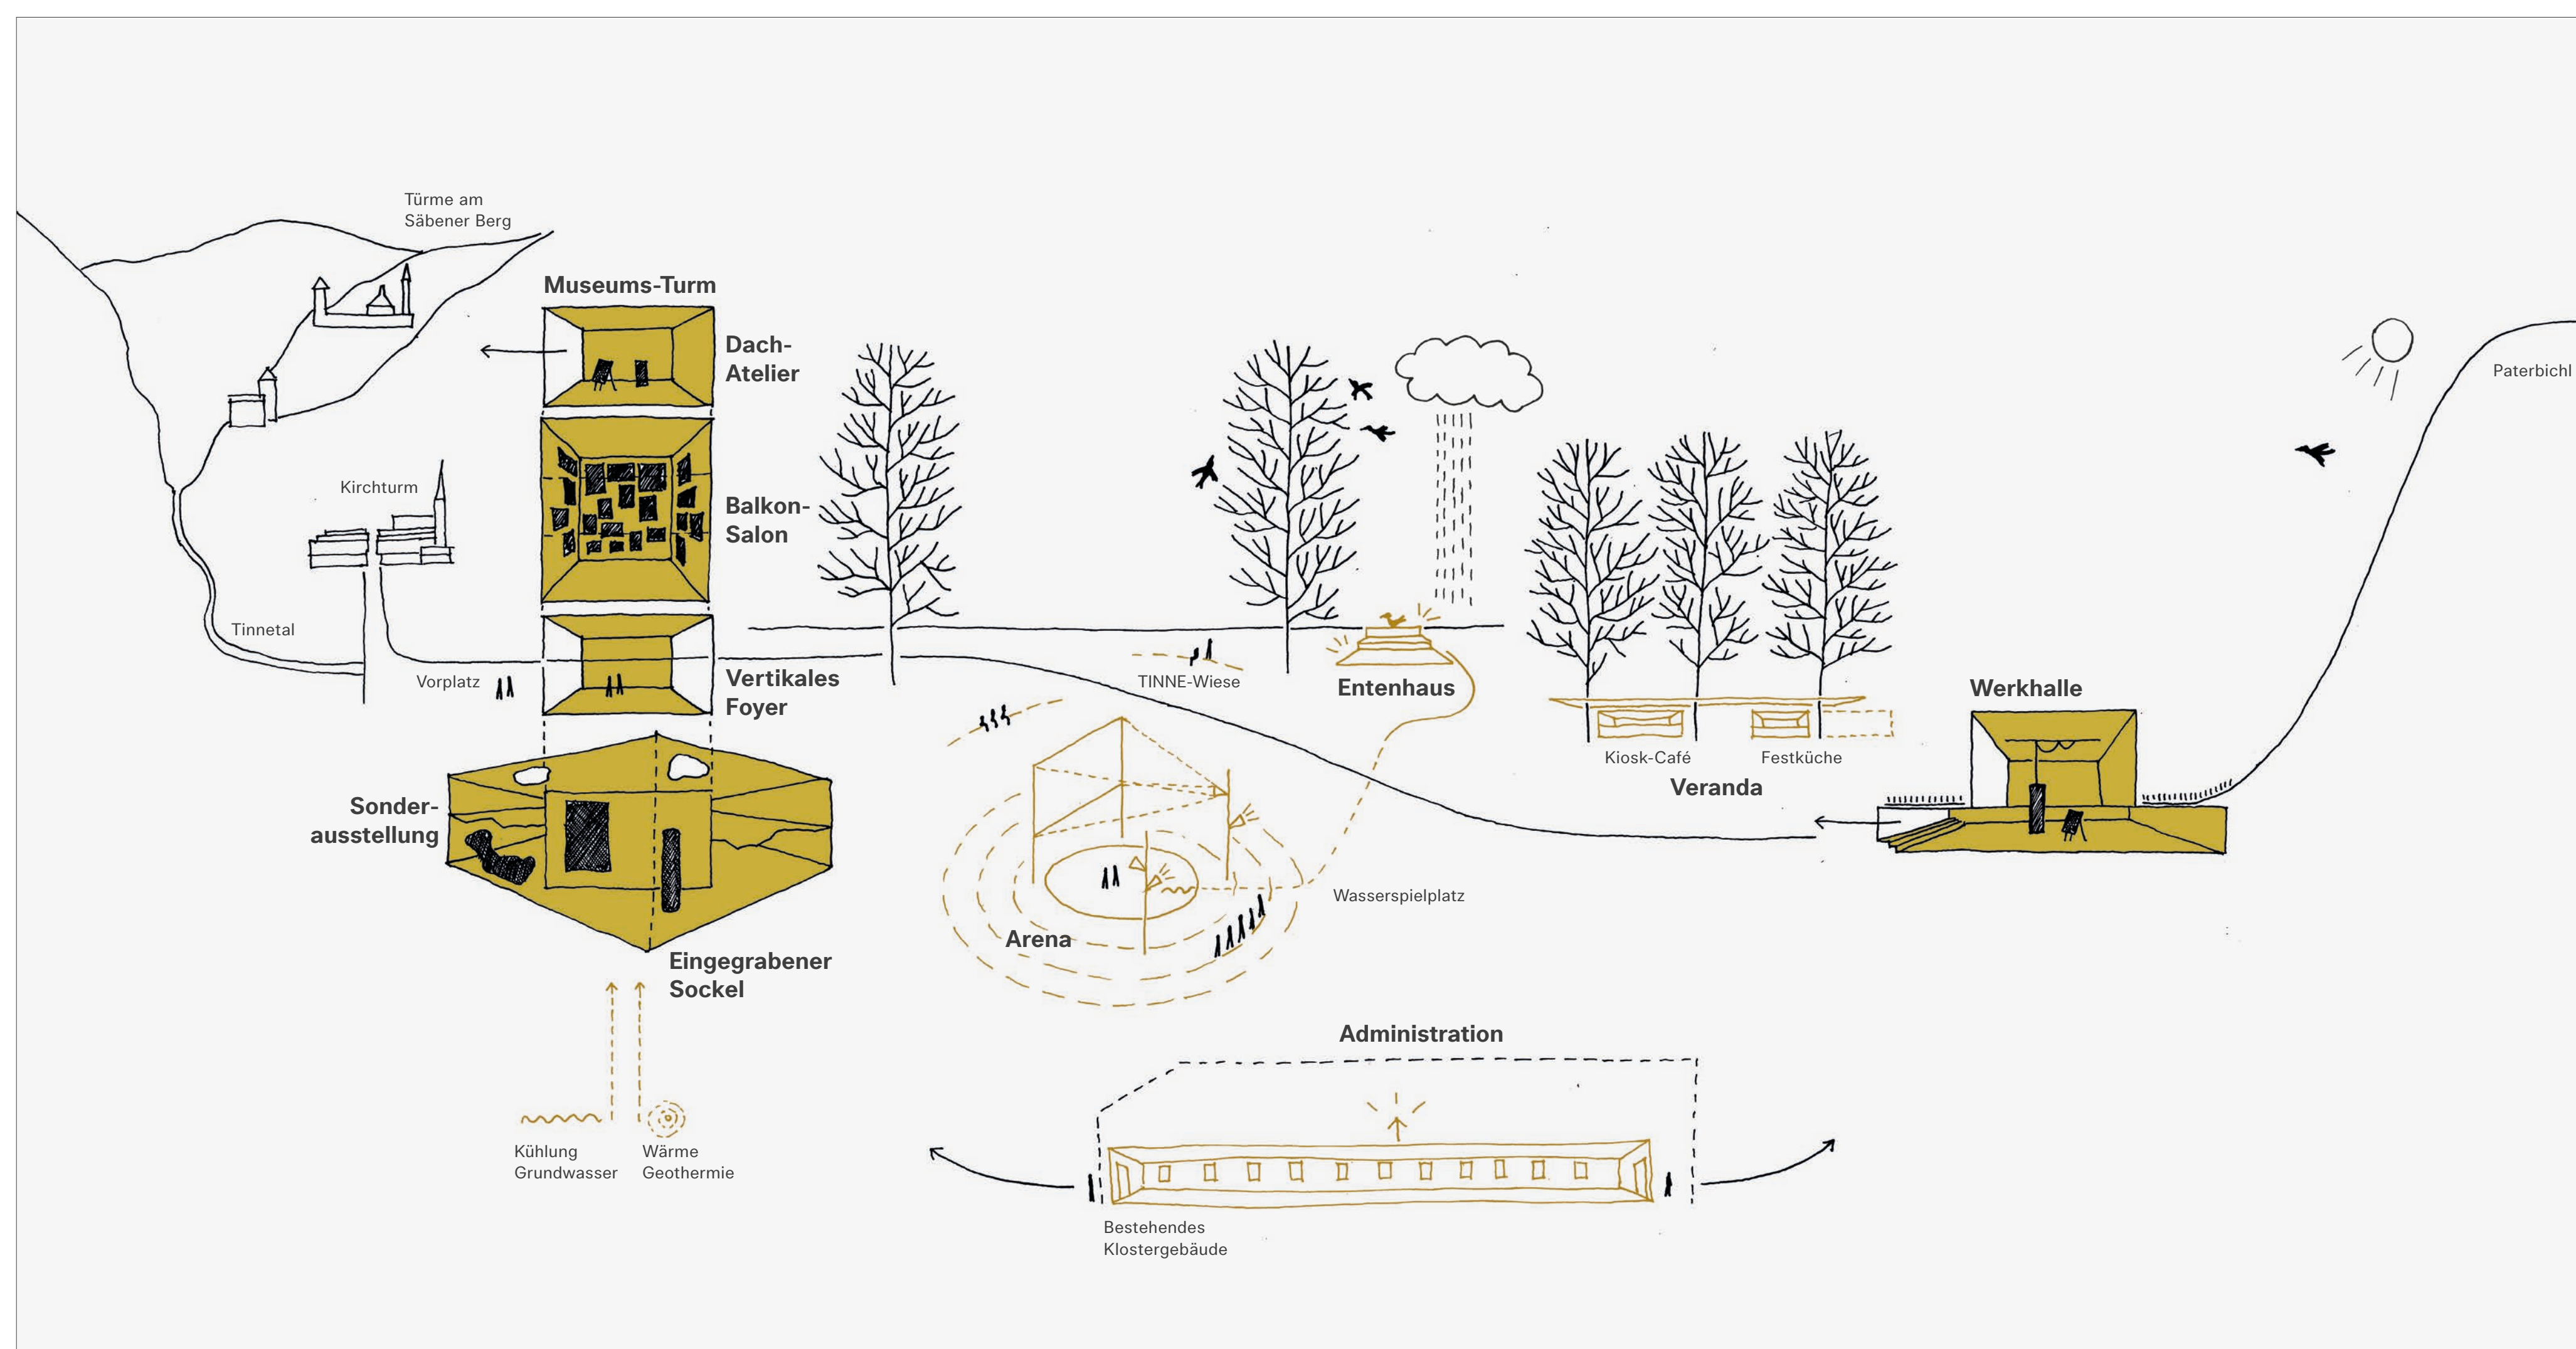 Türme am
Säbener Berg
Museums-Turm
Dach-
Atelier
Paterbichl
Kirchturm
Balkon-
Salon
Tinnetal
Vorplatz
Vertikales
Foyer
TINNE-Wiese
Entenhaus
Werkhalle
Kiosk-Café
Festküche
Veranda
Sonder-
ausstellung
Wasserspielplatz
Arena
Eingegrabener
Sockel
Administration
Kühlung
Grundwasser
Wärme
Geothermie
Bestehendes
Klostergebäude